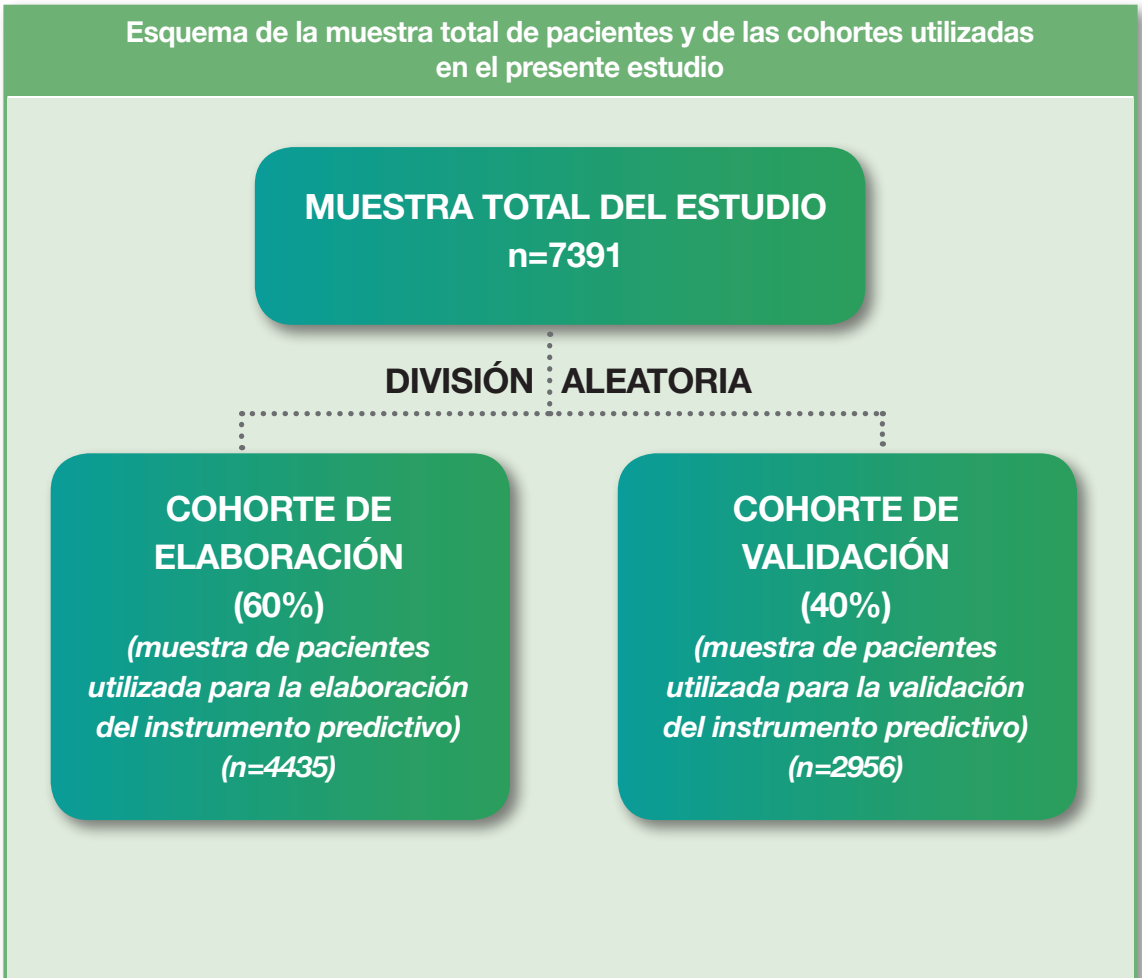 Esquema de la muestra total de pacientes y de las cohortes utilizadas
en el presente estudio
MUESTRA TOTAL DEL ESTUDIO
n=7391
DIVISIÓN ALEATORIA
COHORTE DE
ELABORACIÓN
(60%)
(muestra de pacientes
utilizada para la elaboración
del instrumento predictivo)
(n=4435)
COHORTE DE
VALIDACIÓN
(40%)
(muestra de pacientes
utilizada para la validación
del instrumento predictivo)
(n=2956)